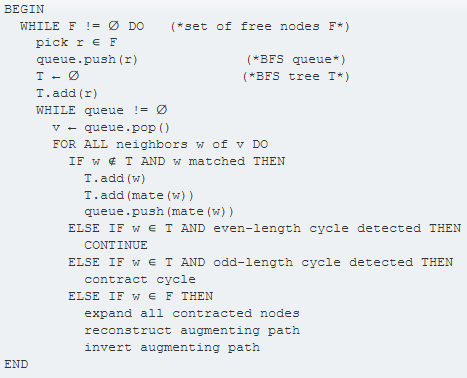 BEGIN
WHILE F != Ø DO (*set of free nodes F*)
pick r ∈ F
queue.push(r) (*BFS queue*)
T ← Ø (*BFS tree T*)
T.add(r)
WHILE queue != Ø
v ← queue.pop()
FOR ALL neighbors w of v DO
IF w ∉ T AND w matched THEN
T.add(w)
T.add(mate(w))
queue.push(mate(w))
ELSE IF w ∈ T AND even-length cycle detected THEN
CONTINUE
ELSE IF w ∈ T AND odd-length cycle detected THEN
contract cycle
ELSE IF w ∈ F THEN
expand all contracted nodes
reconstruct augmenting path
invert augmenting path
END